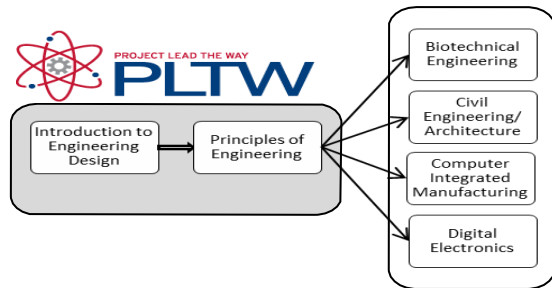 PROJECT LEAD THE WAY
PLTW
Introduction to
Engineering
Design
Principles of
Engineering
Biotechnical
Engineering
Civil
Engineering/
Architecture
Computer
Integrated
Manufacturing
Digital
Electronics